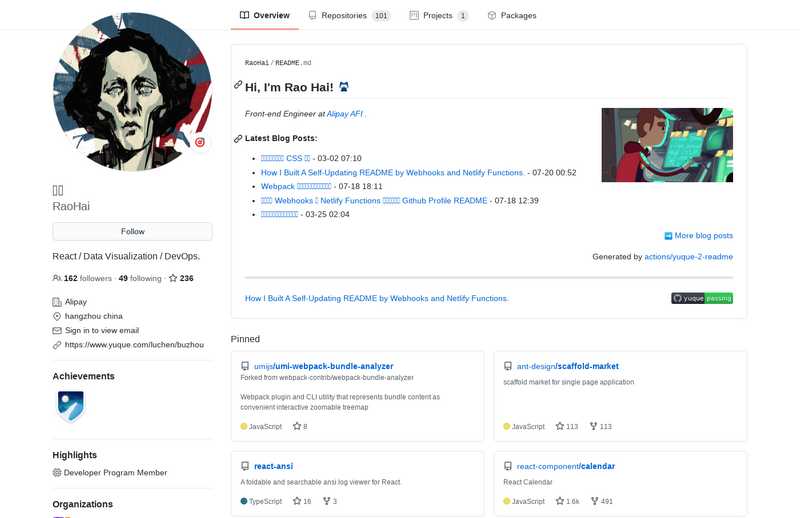 Overview
Repositories 101
Projects 1
Packages
RaoHai / README.md
Hi, I'm Rao Hai!
Front-end Engineer at Alipay AFI .
Latest Blog Posts:
CSS - 03-02 07:10
How I Built A Self-Updating README by Webhooks and Netlify Functions. - 07-20 00:52
Webpack - 07-18 18:11
Webhooks Netlify Functions Github Profile README - 07-18 12:39
- 03-25 02:04
More blog posts
Generated by actions/yuque-2-readme
How I Built A Self-Updating README by Webhooks and Netlify Functions.
yuque passing
RaoHai
Follow
React / Data Visualization / DevOps.
162 followers · 49 following · 236
Alipay
hangzhou china
Sign in to view email
https://www.yuque.com/luchen/buzhou
Achievements
Highlights
Developer Program Member
Organizations
Pinned
umijs/umi-webpack-bundle-analyzer
Forked from webpack-contrib/webpack-bundle-analyzer
Webpack plugin and CLI utility that represents bundle content as
convenient interactive zoomable treemap
JavaScript 8
ant-design/scaffold-market
scaffold market for single page application
JavaScript 113 113
react-ansi
A foldable and searchable ansi log viewer for React.
TypeScript 16 3
react-component/calendar
React Calendar
JavaScript 1.6k 491